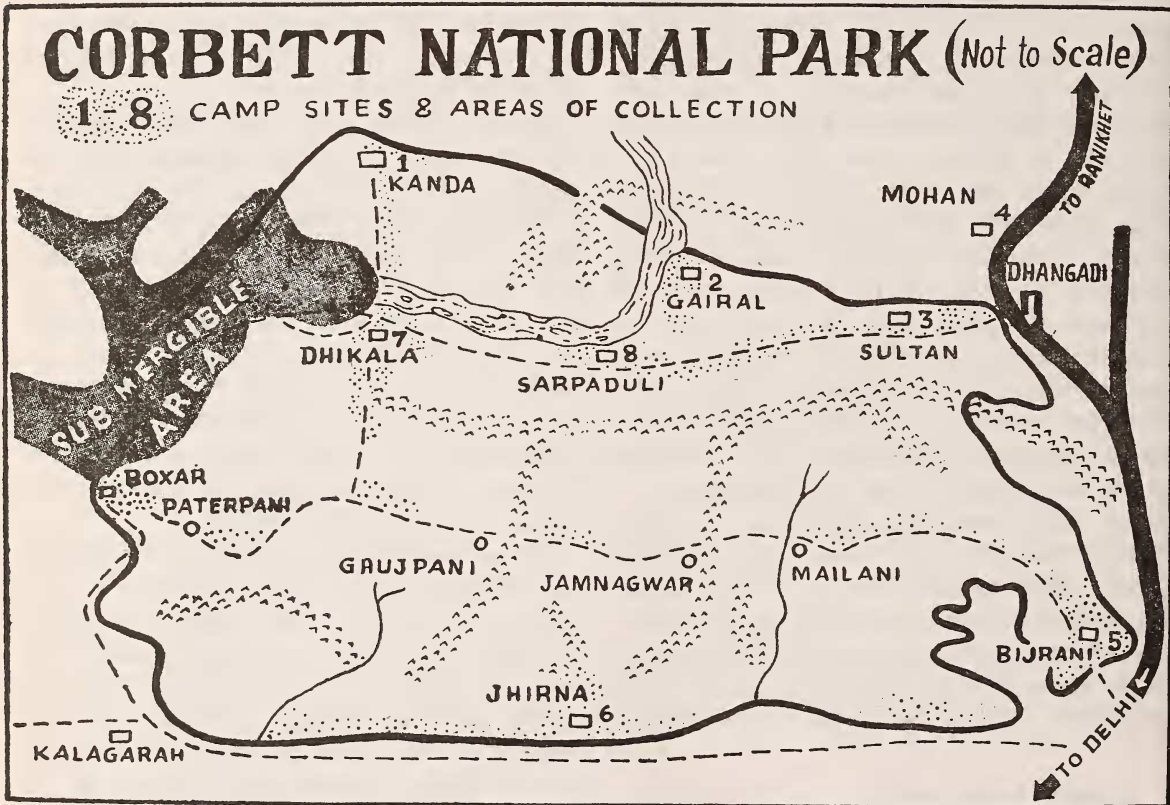 CORBETT NATIONAL PARK (Not to Scale)
1-8 CAMP SITES & AREAS OF COLLECTION
TO RANIKHET
MOHAN
4
1
KANDA
DHANGADI
2
GAIRAL
3
SULTAN
7
DHIKALA
8
SARPADULI
SUBMERGIBLE
AREA
BOXAR
PATERPANI
GAUJPANI
JAMNAGWAR
MAILANI
5
BIJRANI
JHIRNA
6
KALAGARAH
TO DELHI